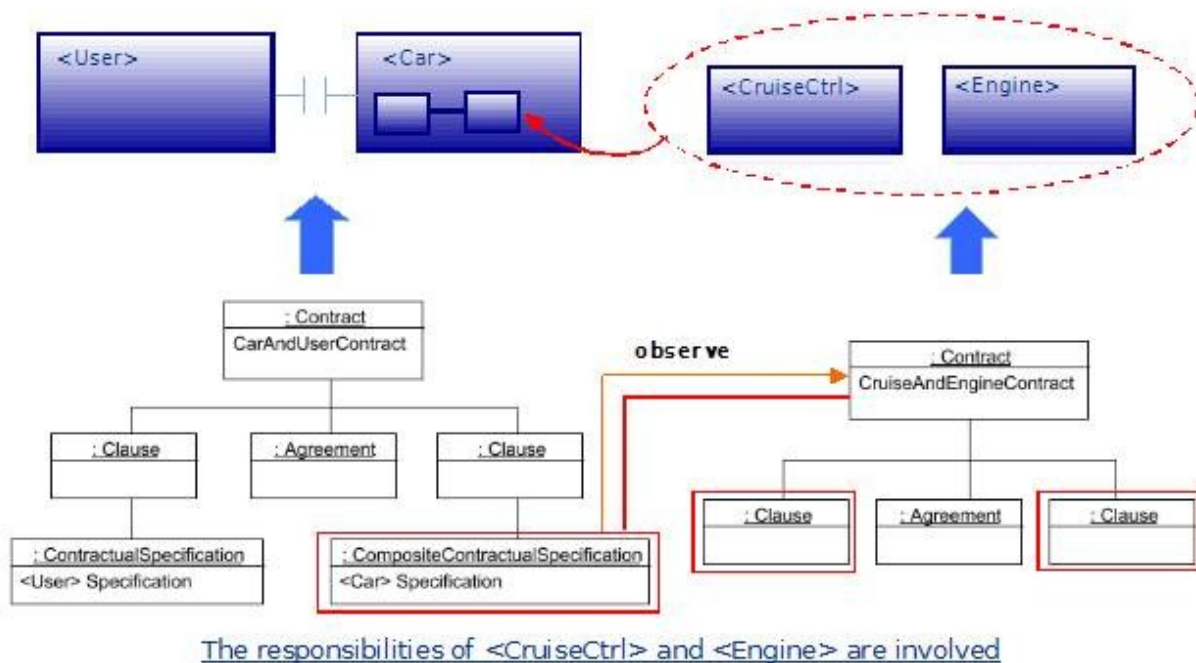 <User>
<Car>
<CruiseCtrl>
<Engine>
: Contract
CarAndUserContract
observe
: Contract
CruiseAndEngineContract
: Clause
: Agreement
: Clause
: Clause
: Agreement
: Clause
: ContractualSpecification
<User> Specification
: CompositeContractualSpecification
<Car> Specification
The responsibilities of <CruiseCtrl> and <Engine> are involved